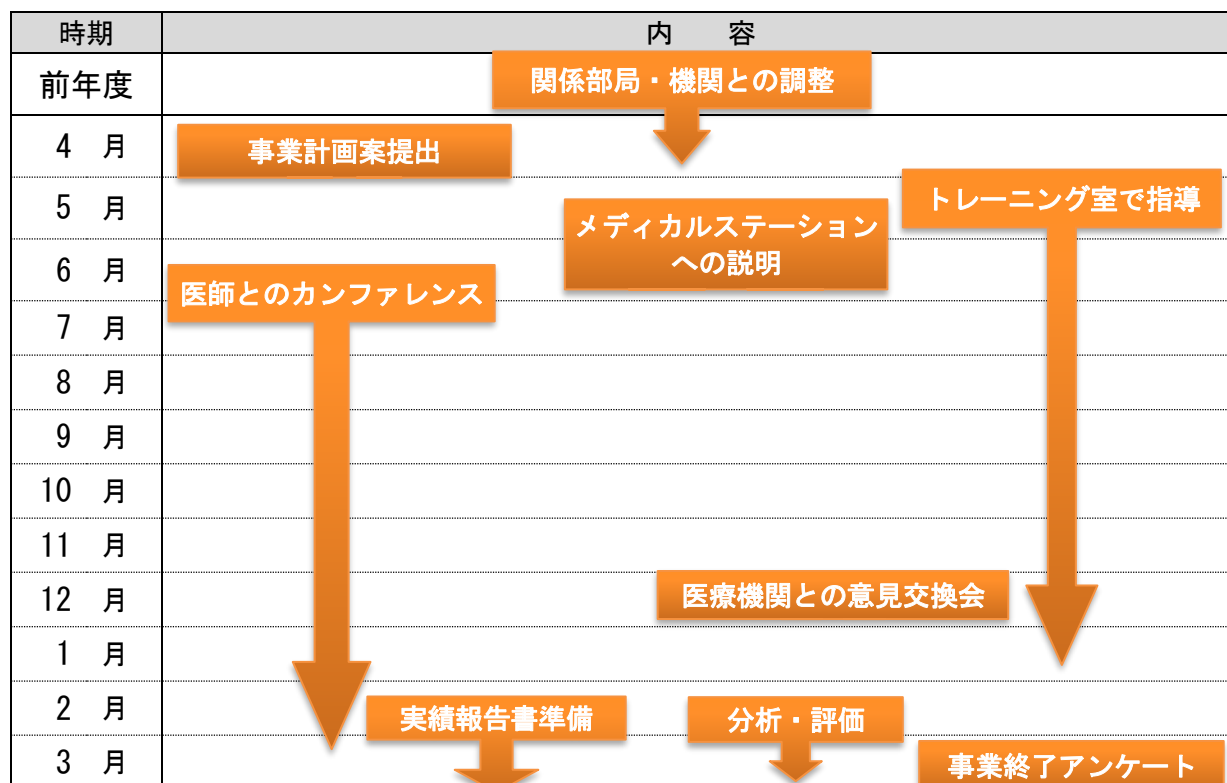 時期
内　　容
前年度
関係部局・機関との調整
4　月
事業計画案提出
5　月
トレーニング室で指導
メディカルステーション
への説明
6　月
医師とのカンファレンス
7　月
8　月
9　月
10　月
11　月
12　月
医療機関との意見交換会
1　月
2　月
実績報告書準備
分析・評価
3　月
事業終了アンケート